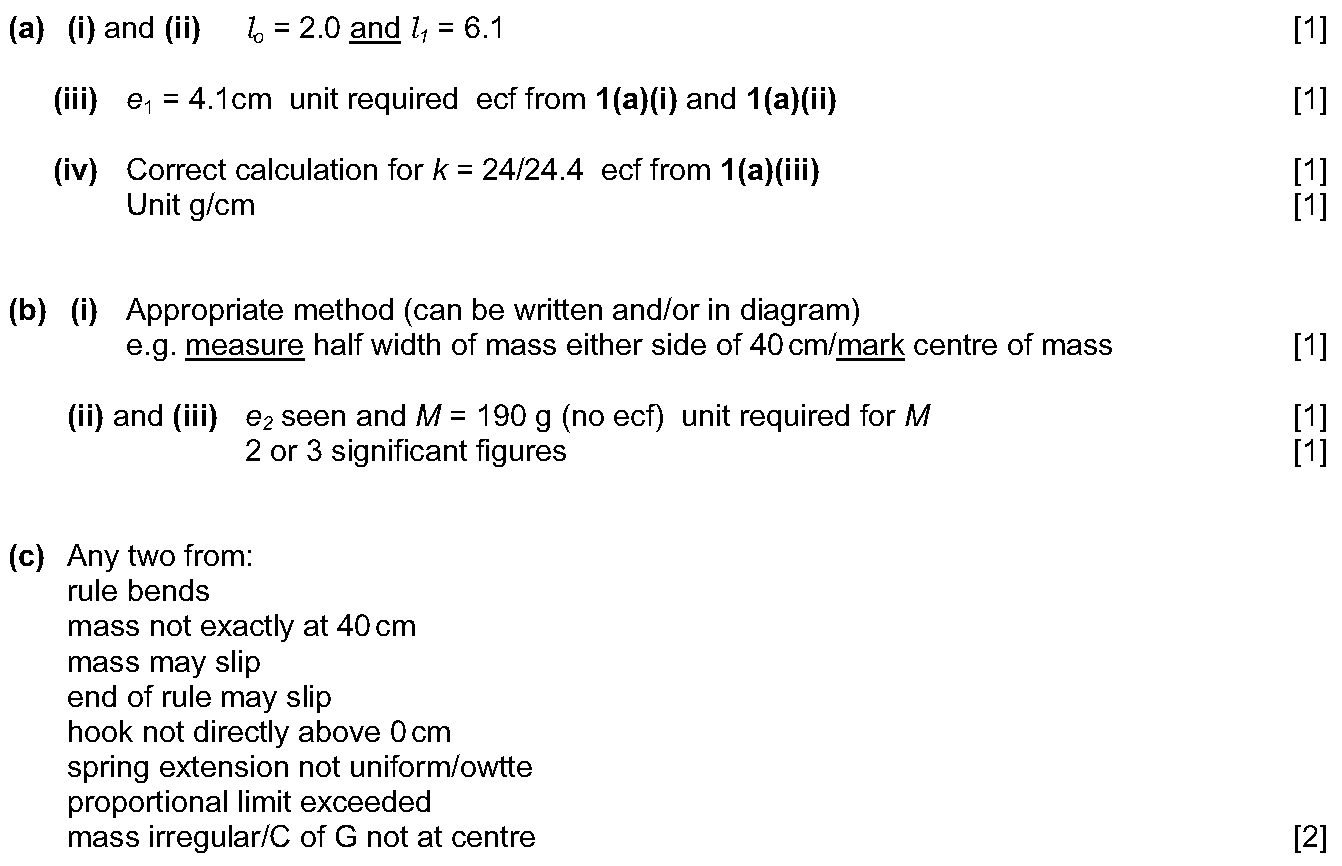 (a) (i) and (ii) lo = 2.0 and l1 = 6.1 [1]
(iii) e1 = 4.1cm unit required ecf from 1(a)(i) and 1(a)(ii) [1]
(iv) Correct calculation for k = 24/24.4 ecf from 1(a)(iii) [1]
Unit g/cm [1]
(b) (i) Appropriate method (can be written and/or in diagram)
e.g. measure half width of mass either side of 40 cm/mark centre of mass [1]
(ii) and (iii) e2 seen and M = 190 g (no ecf) unit required for M [1]
2 or 3 significant figures [1]
(c) Any two from:
rule bends
mass not exactly at 40 cm
mass may slip
end of rule may slip
hook not directly above 0 cm
spring extension not uniform/owtte
proportional limit exceeded
mass irregular/C of G not at centre [2]